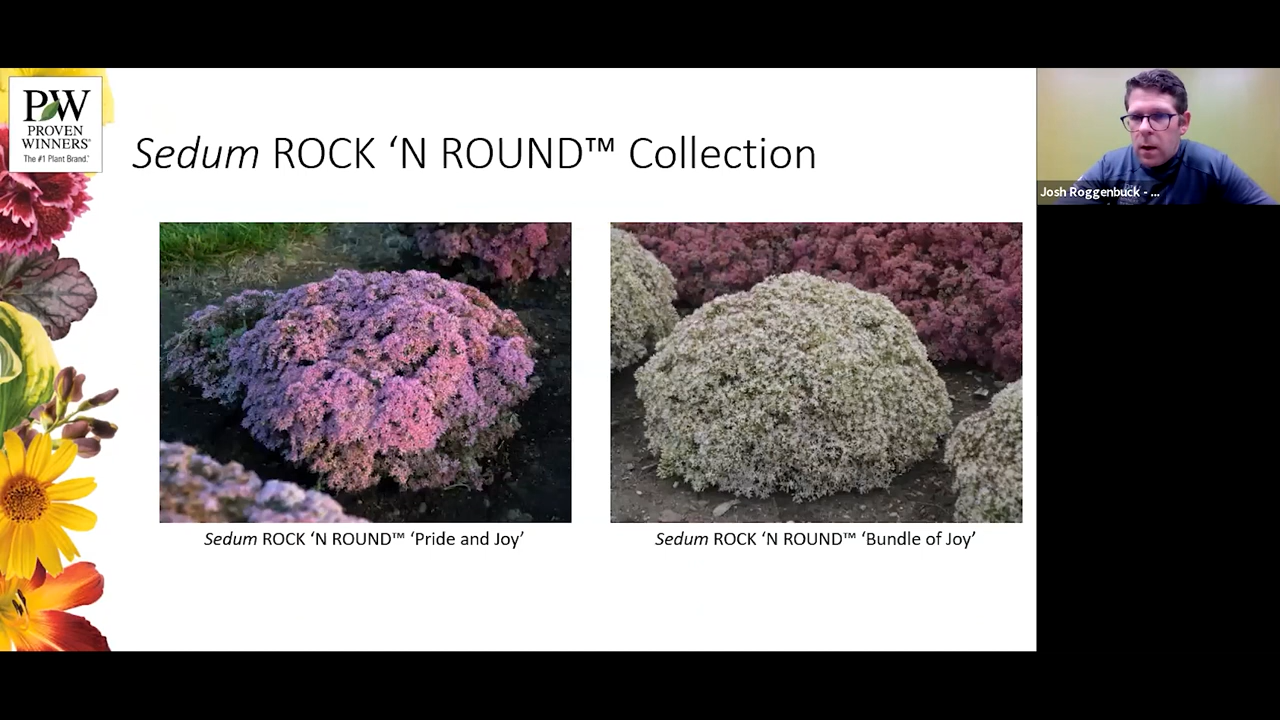 PW
PROVEN
WINNERS®
The #1 Plant Brand.®
Sedum ROCK ‘N ROUND™ Collection
Josh Roggenbuck - ...
Sedum ROCK ‘N ROUND™ ‘Pride and Joy’
Sedum ROCK ‘N ROUND™ ‘Bundle of Joy’